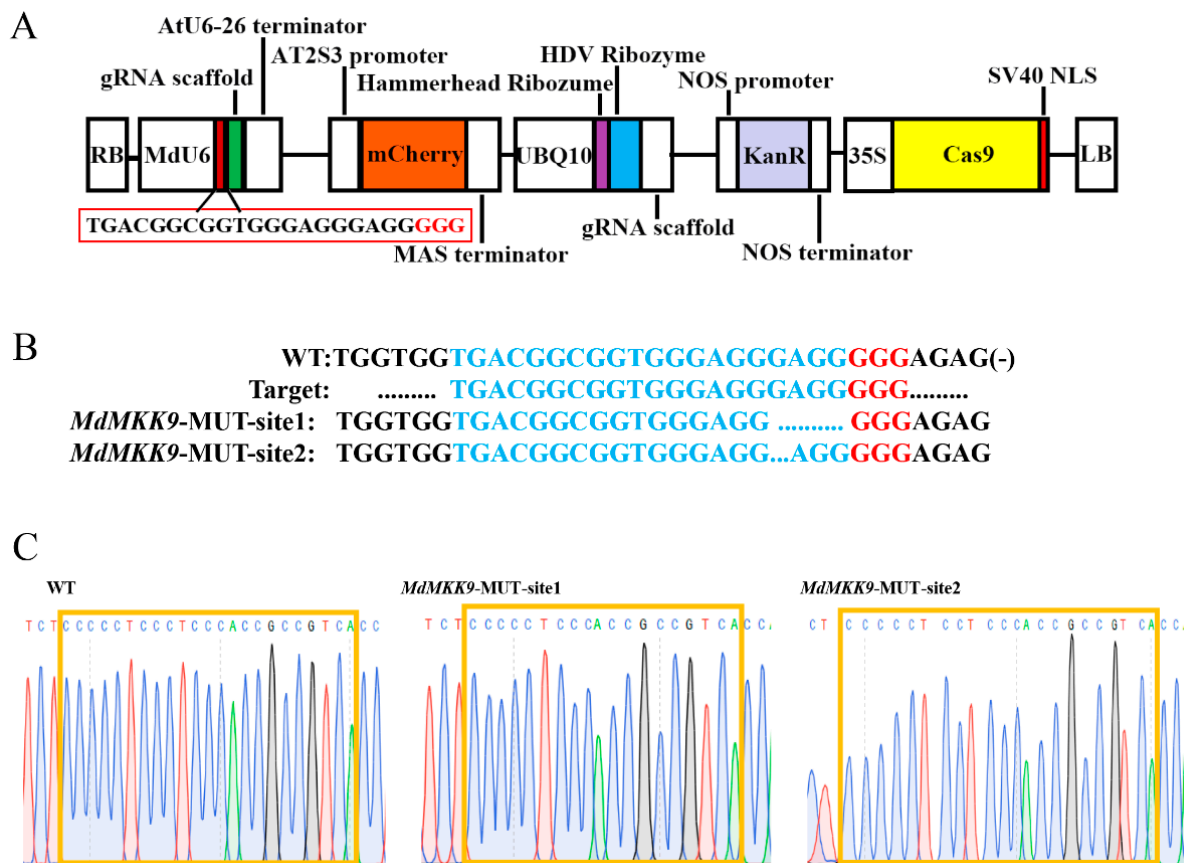 A
AtU6-26 terminator
AT2S3 promoter
HDV Ribozyme
gRNA scaffold
Hammerhead Ribozume
NOS promoter
SV40 NLS
RB MdU6 mCherry UBQ10 KanR 35S Cas9 LB
TGACGGCGGTGGGAGGGAGGGGG
MAS terminator
gRNA scaffold
NOS terminator
B
WT:TGGTGGTGACGGCGGTGGGAGGGAGGGGGAGAG(-)
Target: ......... TGACGGCGGTGGGAGGGAGGGGG.........
MdMKK9-MUT-site1: TGGTGGTGACGGCGGTGGGAGG .......... GGGAGAG
MdMKK9-MUT-site2: TGGTGGTGACGGCGGTGGGAGG...AGGGGGAGAG
C
WT
MdMKK9-MUT-site1
MdMKK9-MUT-site2
TCTCCCCCTCCCTCCCACCGCCGTCACC
TCTCCCCCTCCCACCGCCGTCACC
CTCCCCCTCCTCCCACCGCCGTCACC